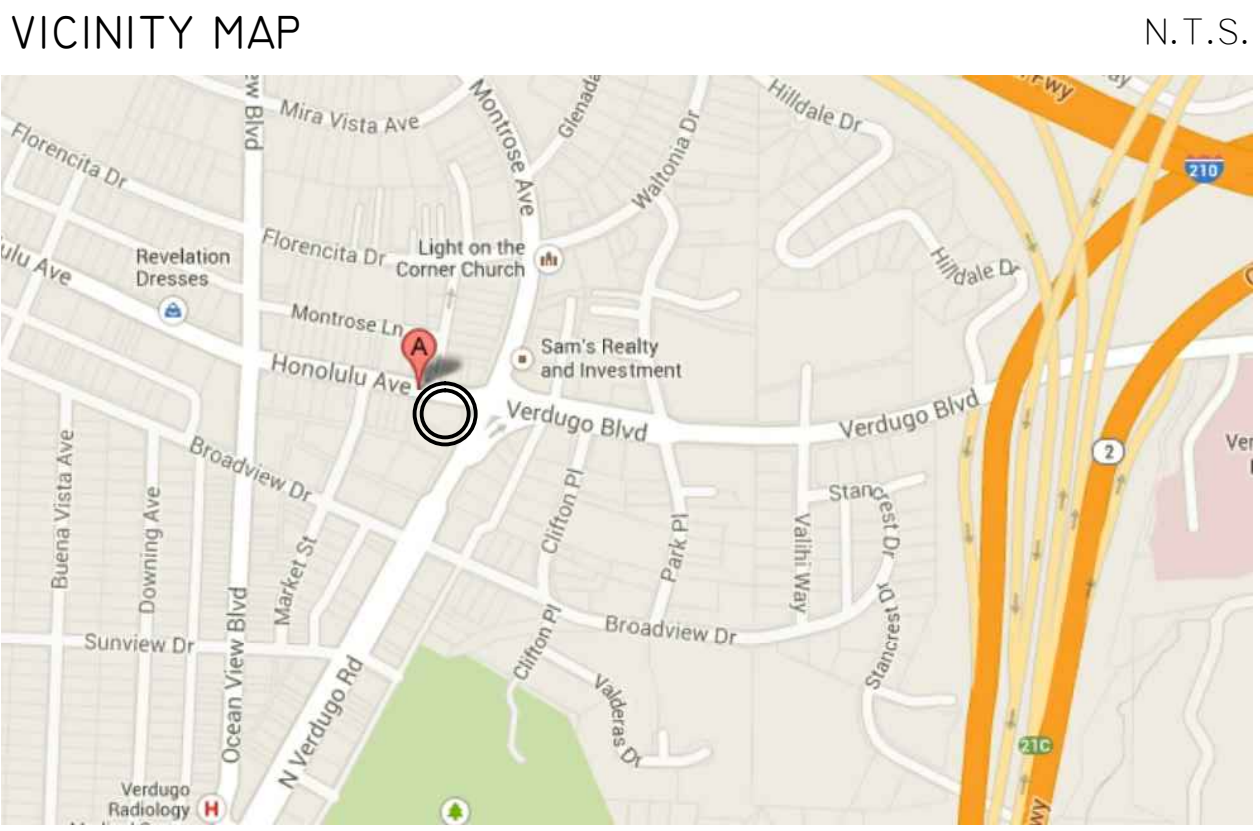 VICINITY MAP
N.T.S.
Mira Vista Ave
Montrose Ave
Hilldale Dr
210
Florencita Dr
Waltonia Dr
Florencita Dr
Light on the
Corner Church
Revelation
Dresses
Hilldale Dr
Montrose Ln
A
Sam's Realty
and Investment
Honolulu Ave
Verdugo Blvd
Verdugo Blvd
2
Broadview Dr
Buena Vista Ave
Downing Ave
Clifton Pl
Stancrest Dr
Park Pl
Valihi Way
Market St
Ocean View Blvd
Sunview Dr
Broadview Dr
Clifton Pl
Stancrest Dr
N Verdugo Rd
Valderas Dr
21C
Verdugo
Radiology
H